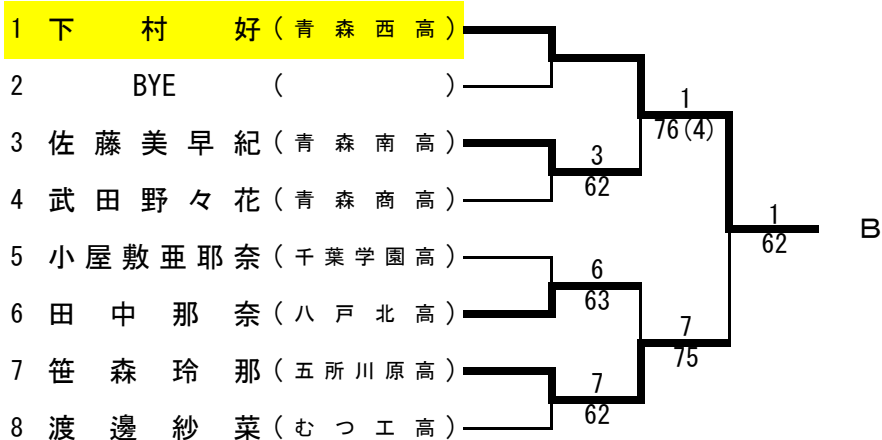 1 下村好(青森西高)
2 BYE ( )
3 佐藤美早紀(青森南高)
4 武田野々花(青森商高)
5 小屋敷亜耶奈(千葉学園高)
6 田中那奈(八戸北高)
7 笹森玲那(五所川原高)
8 渡邊紗菜(むつ工高)
3
62
6
63
7
62
1
76(4)
7
75
1
62
B